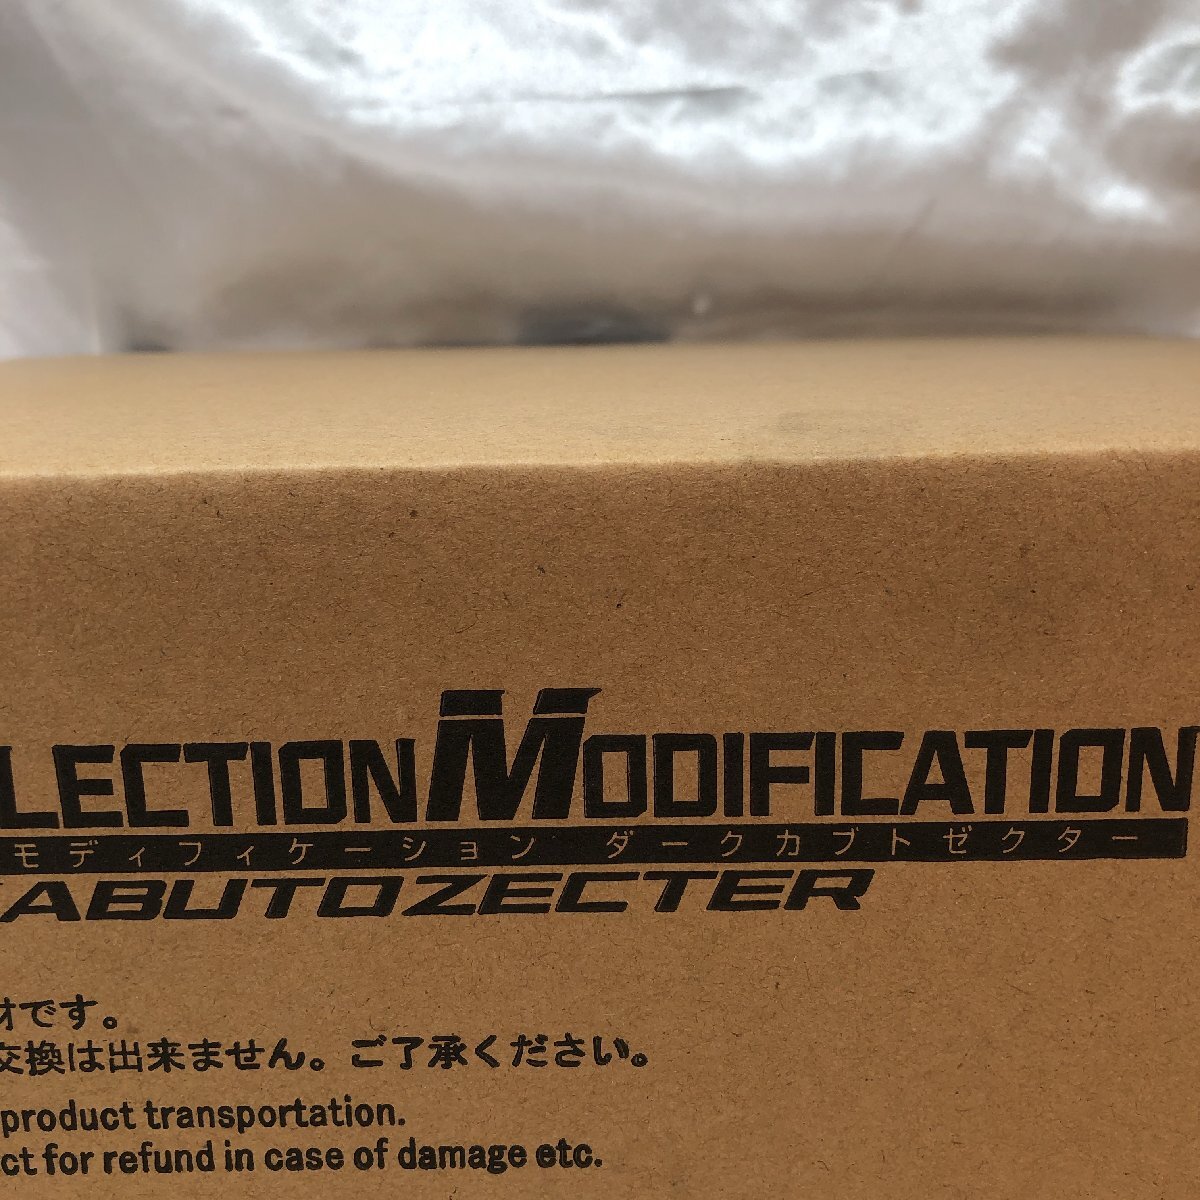 LECTION MODIFICATION
モディフィケーション ダークカブトゼクター
KABUTOZECTER
材です。
交換は出来ません。ご了承ください。
product transportation.
ct for refund in case of damage etc.